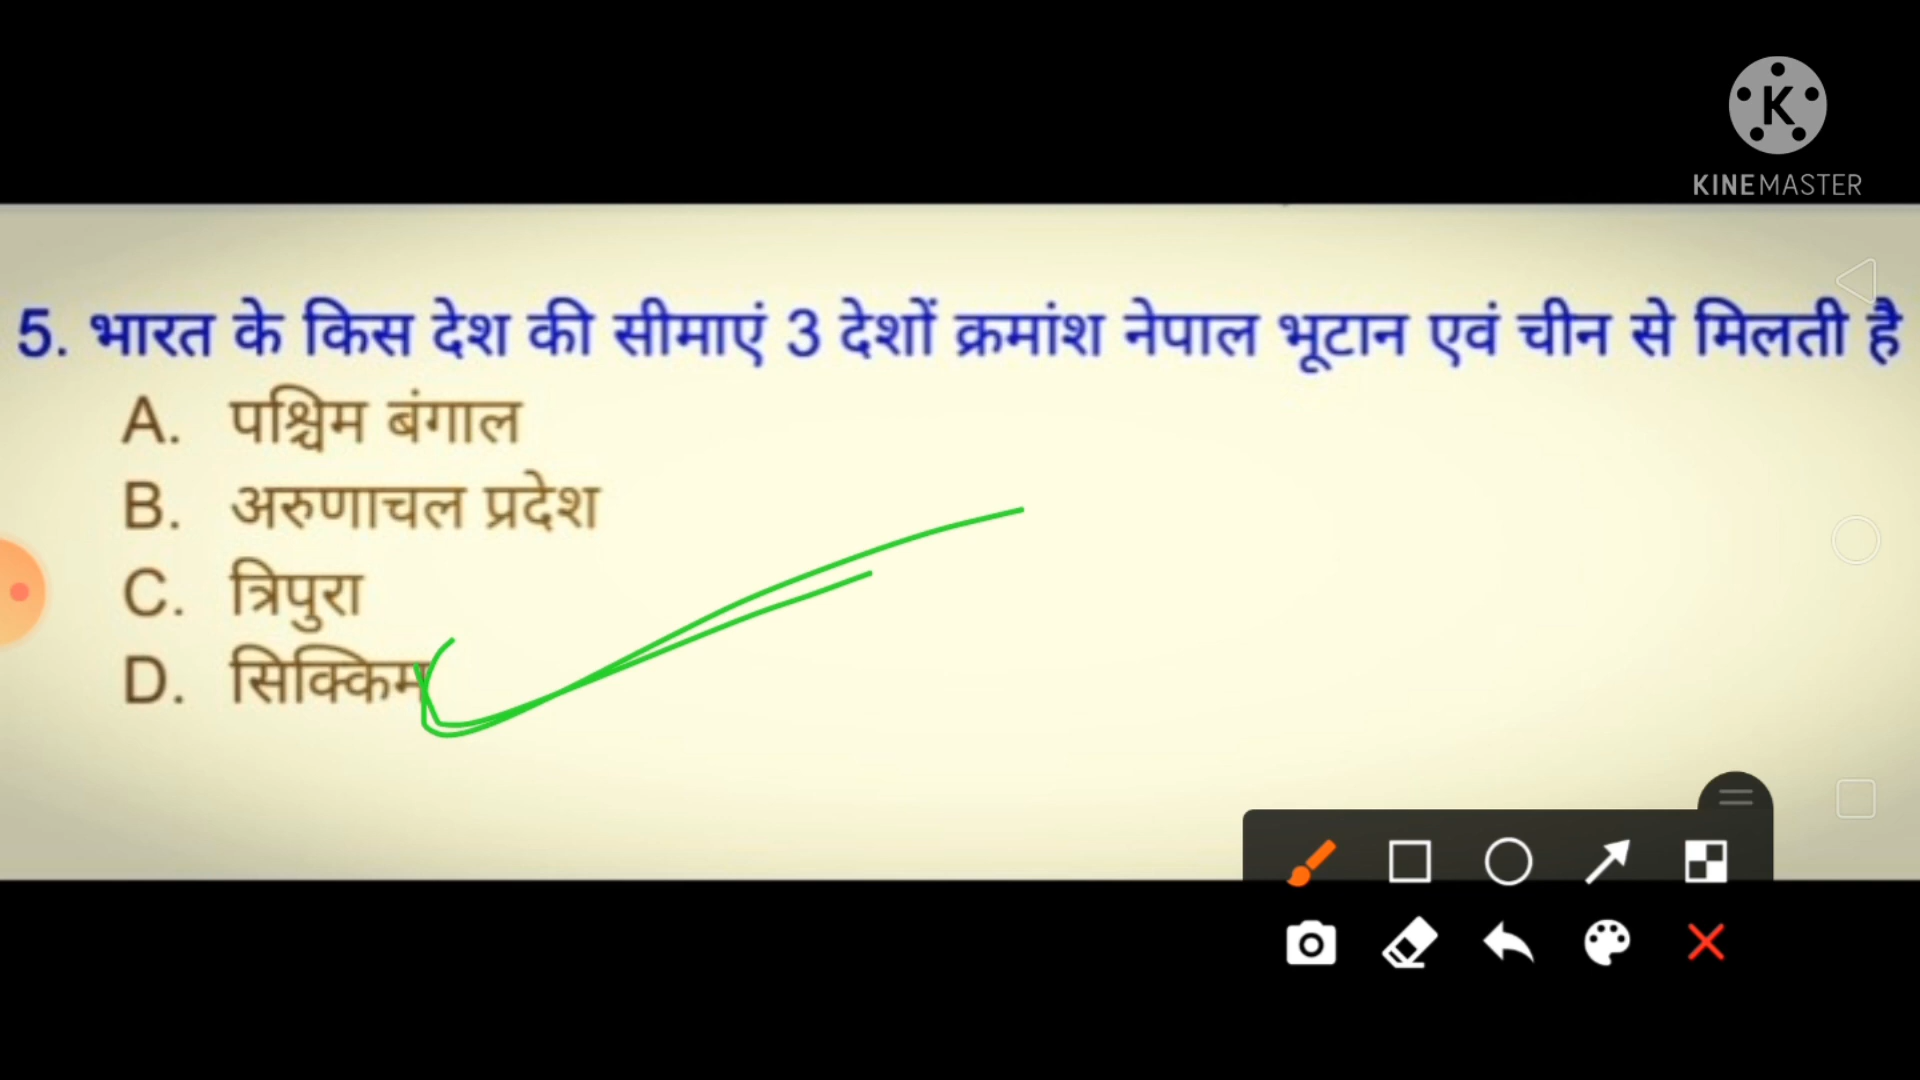 KINEMASTER
5. भारत के किस देश की सीमाएं 3 देशों क्रमांश नेपाल भूटान एवं चीन से मिलती है
A. पश्चिम बंगाल
B. अरुणाचल प्रदेश
C. त्रिपुरा
D. सिक्किम